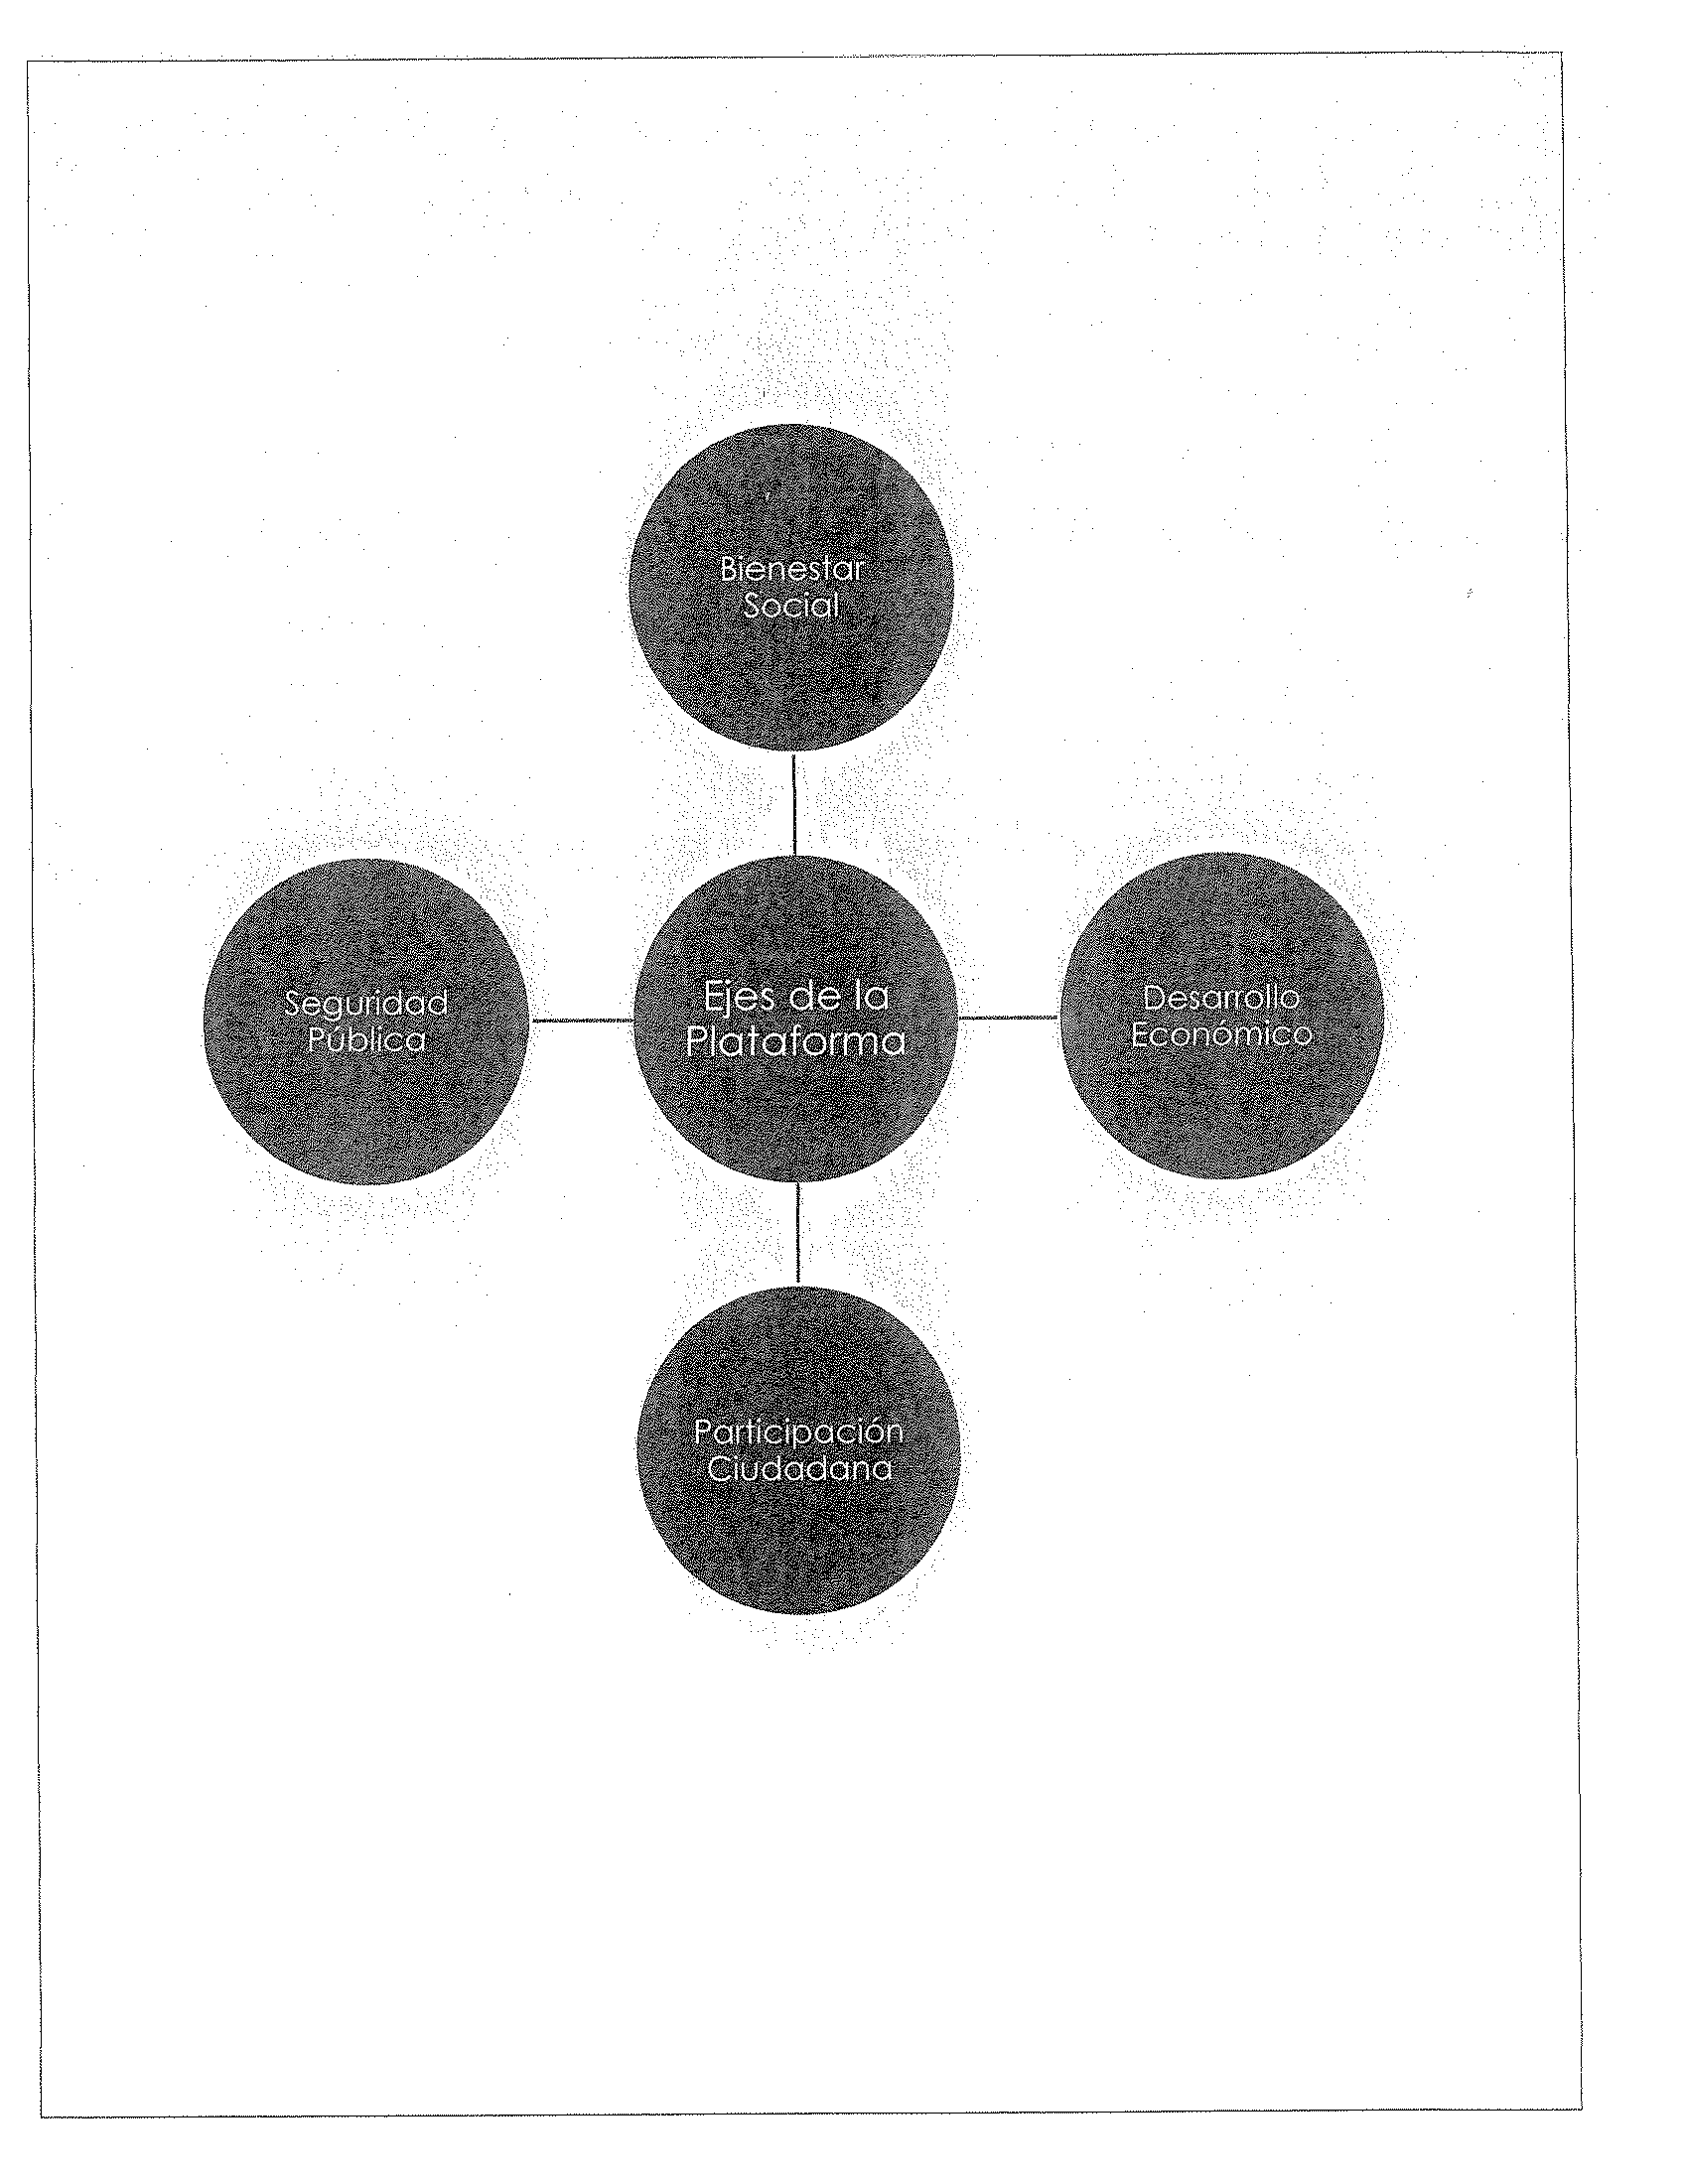 Bienestar
Social
Seguridad
Pública
Ejes de la
Plataforma
Desarrollo
Económico
Participación
Ciudadana